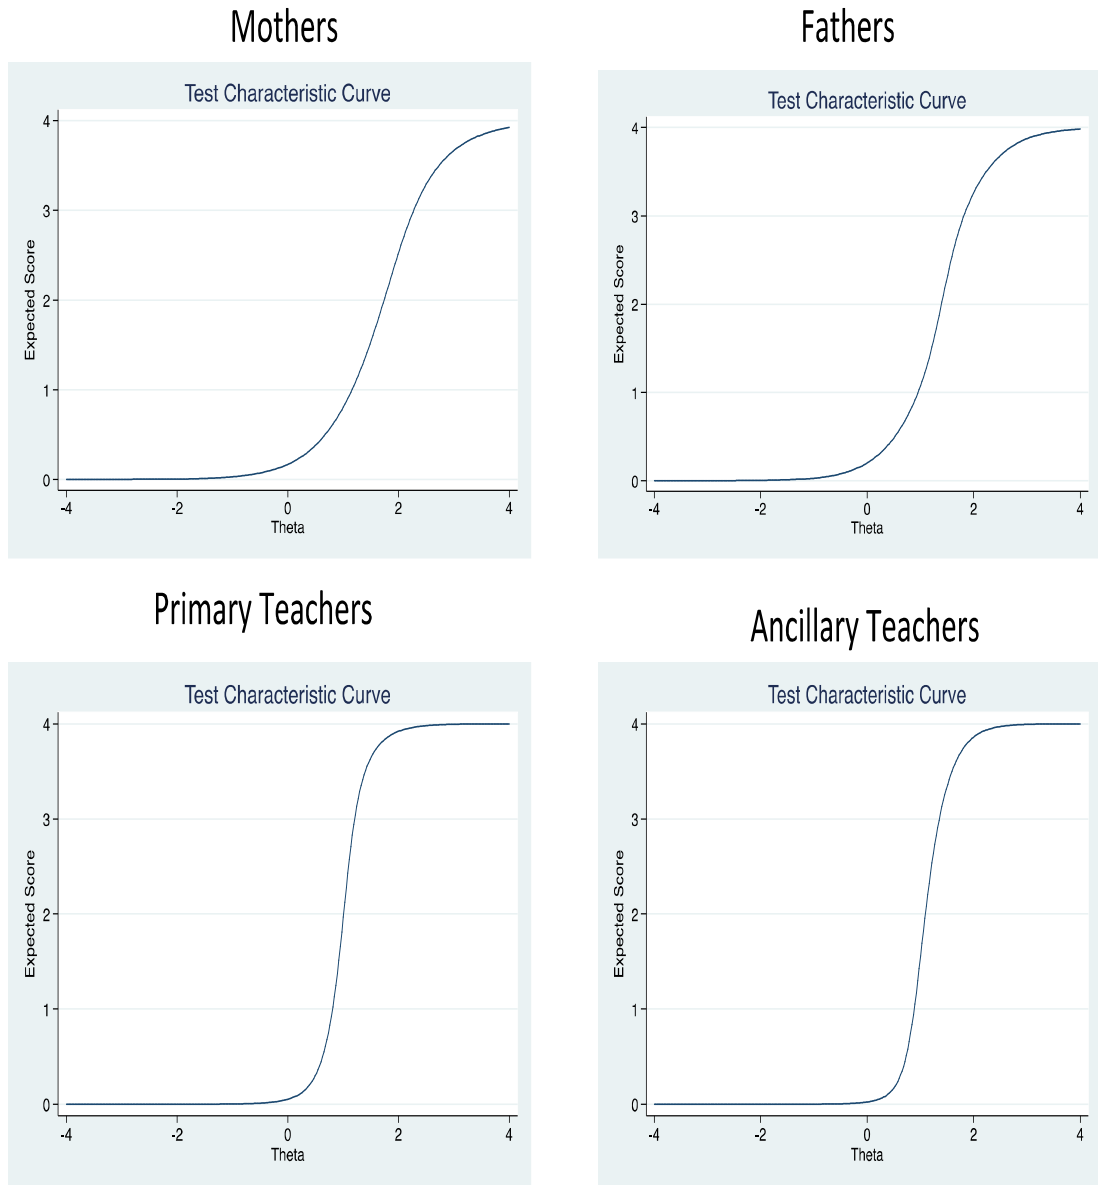 Mothers
Test Characteristic Curve
4
3
2
1
0
Expected Score
-4 -2 0 2 4
Theta
Fathers
Test Characteristic Curve
4
3
2
1
0
Expected Score
-4 -2 0 2 4
Theta
Primary Teachers
Test Characteristic Curve
4
3
2
1
0
Expected Score
-4 -2 0 2 4
Theta
Ancillary Teachers
Test Characteristic Curve
4
3
2
1
0
Expected Score
-4 -2 0 2 4
Theta